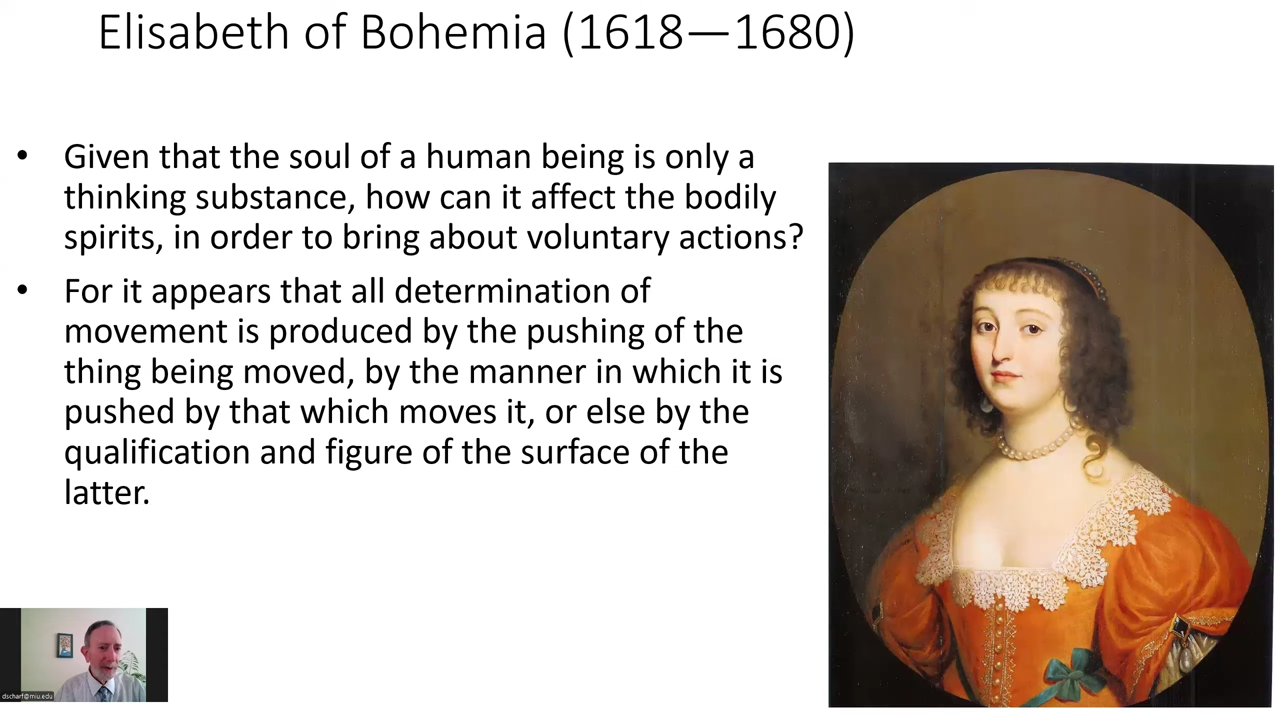 Elisabeth of Bohemia (1618—1680)
• Given that the soul of a human being is only a
thinking substance, how can it affect the bodily
spirits, in order to bring about voluntary actions?
• For it appears that all determination of
movement is produced by the pushing of the
thing being moved, by the manner in which it is
pushed by that which moves it, or else by the
qualification and figure of the surface of the
latter.
dscharf@miu.edu